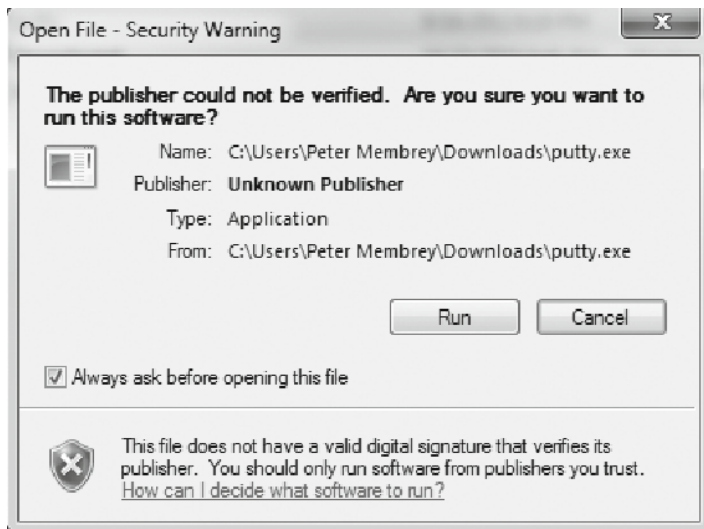 Open File - Security Warning
The publisher could not be verified. Are you sure you want to
run this software?
Name: C:\Users\Peter Membrey\Downloads\putty.exe
Publisher: Unknown Publisher
Type: Application
From: C:\Users\Peter Membrey\Downloads\putty.exe
Run Cancel
Always ask before opening this file
This file does not have a valid digital signature that verifies its
publisher. You should only run software from publishers you trust.
How can I decide what software to run?